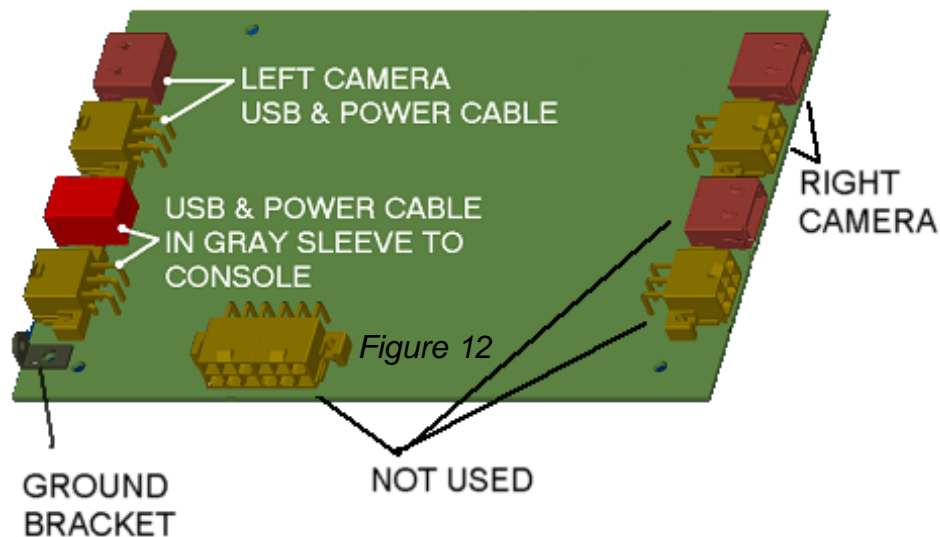 LEFT CAMERA
USB & POWER CABLE
RIGHT
CAMERA
USB & POWER CABLE
IN GRAY SLEEVE TO
CONSOLE
Figure 12
NOT USED
GROUND
BRACKET